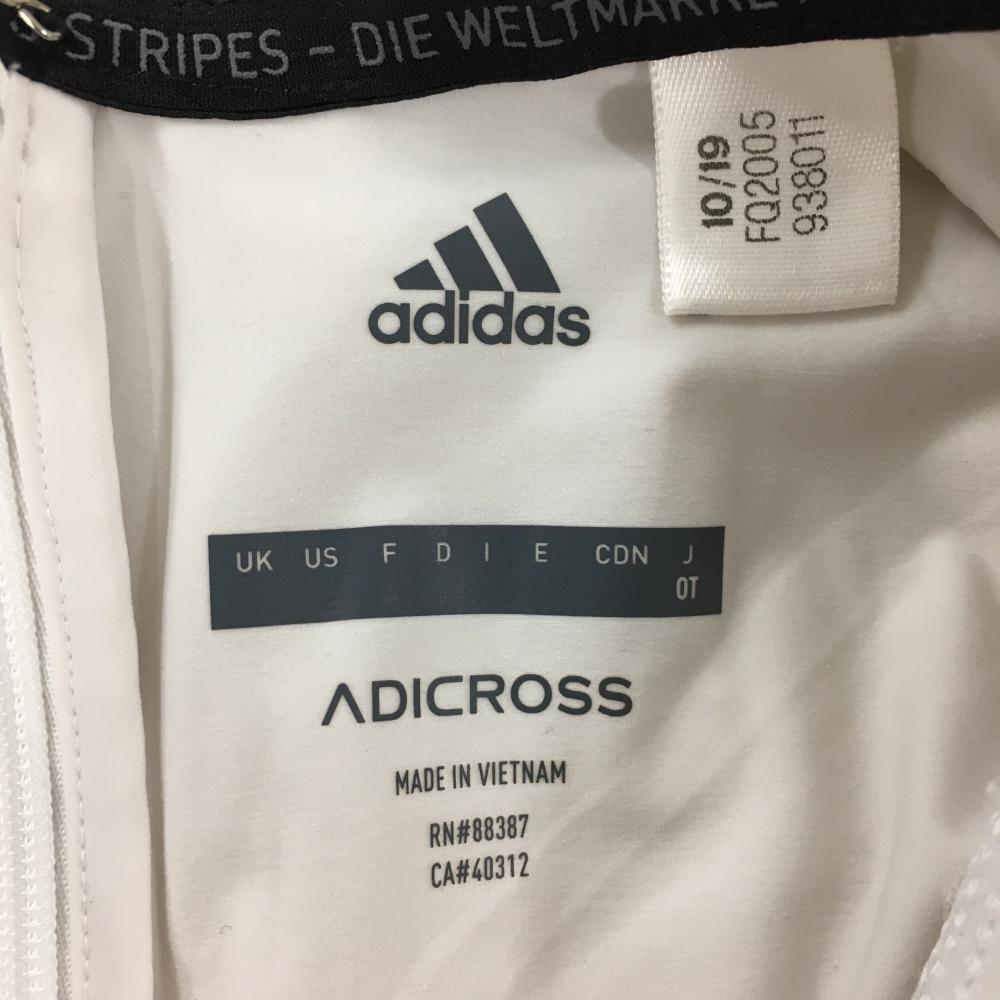 STRIPES – DIE WELTMARKE
10/19
FQ2005
938011
adidas
UK US F D I E CDN J
OT
ADICROSS
MADE IN VIETNAM
RN#88387
CA#40312